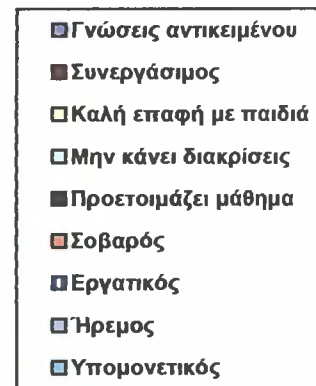 Γνώσεις αντικειμένου
Συνεργάσιμος
Καλή επαφή με παιδιά
Μην κάνει διακρίσεις
Προετοιμάζει μάθημα
Σοβαρός
Εργατικός
Ήρεμος
Υπομονετικός